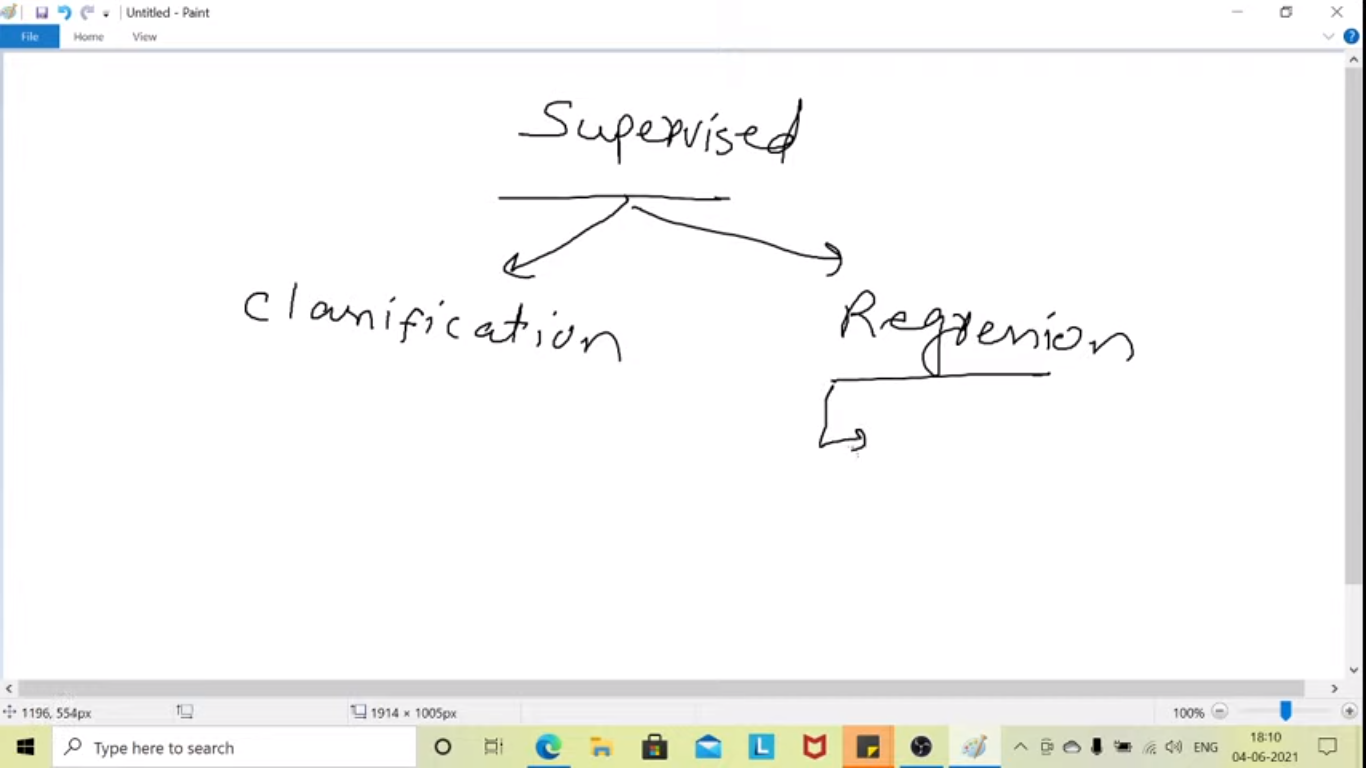 Untitled - Paint
File Home View
Supervised
Classification Regression
1196, 554px 1914 × 1005px 100%
Type here to search L ENG 18:10
04-06-2021